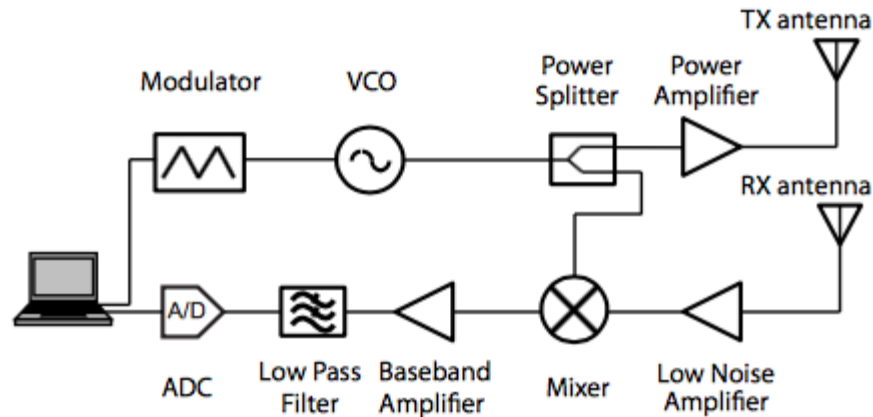 TX antenna
Modulator
VCO
Power
Splitter
Power
Amplifier
RX antenna
A/D
ADC
Low Pass
Filter
Baseband
Amplifier
Mixer
Low Noise
Amplifier